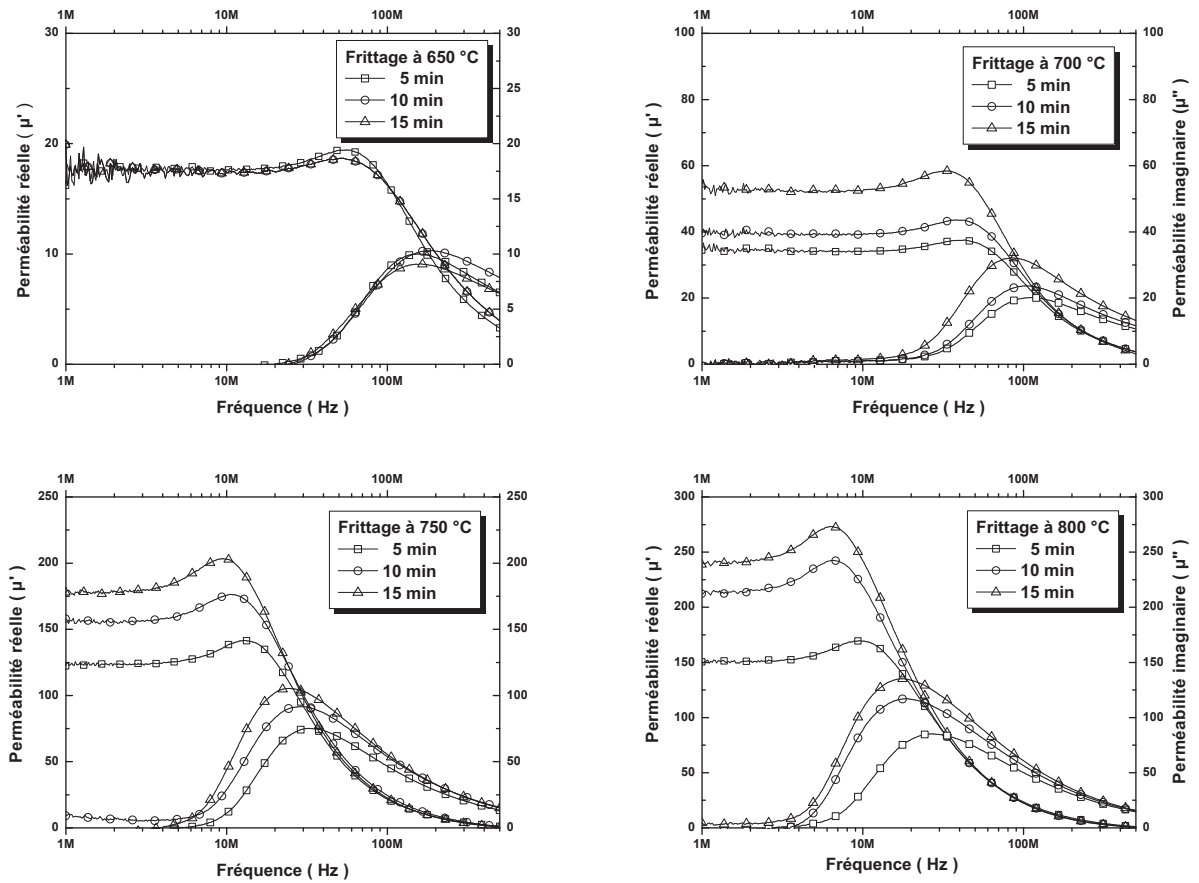 1M 10M 100M
30 30
Frittage à 650 °C
5 min
10 min
15 min
20 25
20
15
10 10
5
0 0
1M 10M 100M
Perméabilité réelle ( µ' )
Fréquence ( Hz )
1M 10M 100M
100 100
Frittage à 700 °C
5 min
10 min
15 min
80 80
60 60
40 40
20 20
0 0
1M 10M 100M
Perméabilité réelle ( µ' )
Perméabilité imaginaire (µ")
Fréquence ( Hz )
1M 10M 100M
250 250
Frittage à 750 °C
5 min
10 min
15 min
200 200
150 150
100 100
50 50
0 0
1M 10M 100M
Perméabilité réelle ( µ' )
Fréquence ( Hz )
1M 10M 100M
300 300
Frittage à 800 °C
5 min
10 min
15 min
250 250
200 200
150 150
100 100
50 50
0 0
1M 10M 100M
Perméabilité réelle ( µ' )
Perméabilité imaginaire ( µ" )
Fréquence ( Hz )